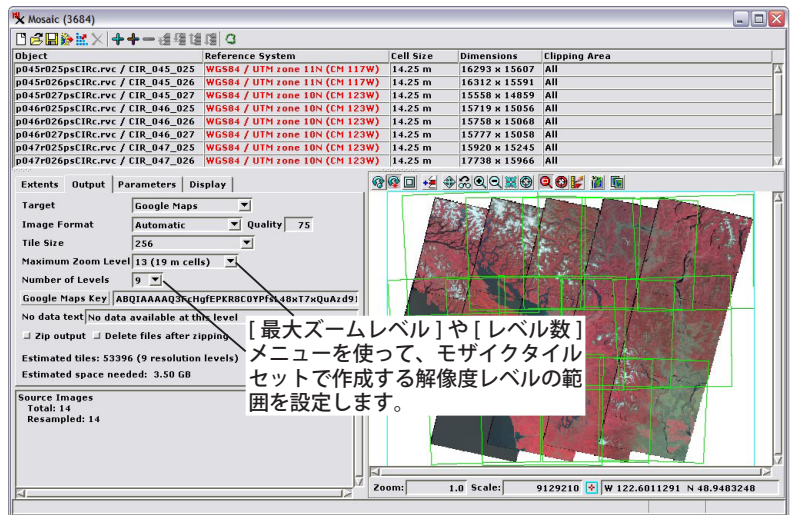 Mosaic (3684)
Object Reference System Cell Size Dimensions Clipping Area
p045r025psCIRc.rvc / CIR_045_025 WGS84 / UTM zone 11N (CM 117W) 14.25 m 16293 x 15607 All
p045r026psCIRc.rvc / CIR_045_026 WGS84 / UTM zone 11N (CM 117W) 14.25 m 16312 x 15591 All
p045r027psCIRc.rvc / CIR_045_027 WGS84 / UTM zone 10N (CM 123W) 14.25 m 15558 x 14859 All
p046r025psCIRc.rvc / CIR_046_025 WGS84 / UTM zone 10N (CM 123W) 14.25 m 15719 x 15056 All
p046r026psCIRc.rvc / CIR_046_026 WGS84 / UTM zone 10N (CM 123W) 14.25 m 15758 x 15068 All
p046r027psCIRc.rvc / CIR_046_027 WGS84 / UTM zone 10N (CM 123W) 14.25 m 15777 x 15058 All
p047r025psCIRc.rvc / CIR_047_025 WGS84 / UTM zone 10N (CM 123W) 14.25 m 15920 x 15245 All
p047r026psCIRc.rvc / CIR_047_026 WGS84 / UTM zone 10N (CM 123W) 14.25 m 17738 x 15966 All
Extents Output Parameters Display
Target Google Maps
Image Format Automatic Quality 75
Tile Size 256
Maximum Zoom Level 13 (19 m cells)
Number of Levels 9
Google Maps Key
No data text No data available at this level
Zip output Delete files after zipping
Estimated tiles: 53396 (9 resolution levels)
Estimated space needed: 3.50 GB
Source Images
Total: 14
Resampled: 14
[ 最大ズームレベル ] や [ レベル数 ]
メニューを使って、モザイクタイル
セットで作成する解像度レベルの範
囲を設定します。
Zoom: 1.0 Scale: 9129210 W 122.6011291 N 48.9483248